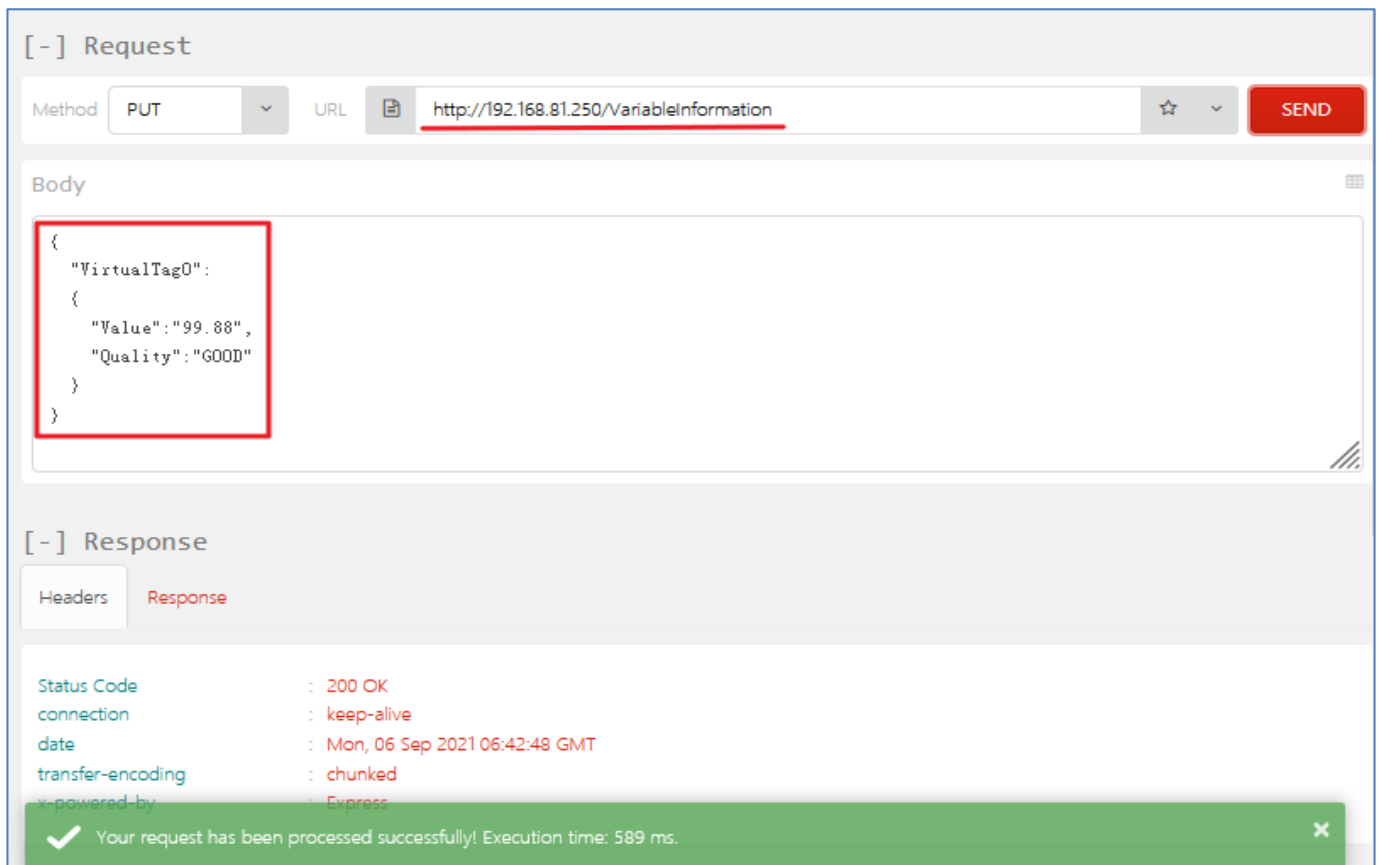 [-] Request
Method PUT URL http://192.168.81.250/VariableInformation SEND
Body
{
"VirtualTag0":
{
"Value":"99.88",
"Quality":"GOOD"
}
}
[-] Response
Headers Response
Status Code : 200 OK
connection : keep-alive
date : Mon, 06 Sep 2021 06:42:48 GMT
transfer-encoding : chunked
x-powered-by : Express
Your request has been processed successfully! Execution time: 589 ms.